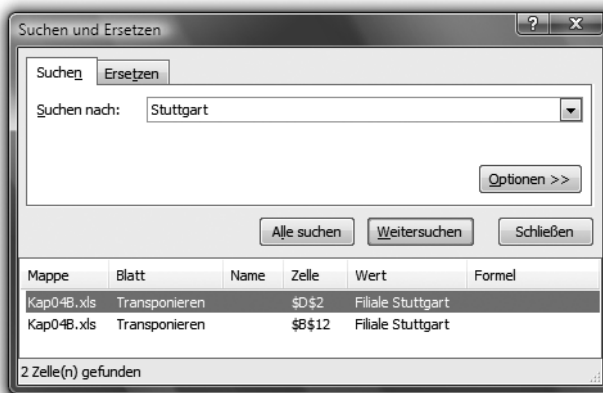 Suchen und Ersetzen
Suchen Ersetzen
Suchen nach: Stuttgart
Optionen >>
Alle suchen Weitersuchen Schließen
Mappe Blatt Name Zelle Wert Formel
Kap04B.xls Transponieren $D$2 Filiale Stuttgart
Kap04B.xls Transponieren $B$12 Filiale Stuttgart
2 Zelle(n) gefunden